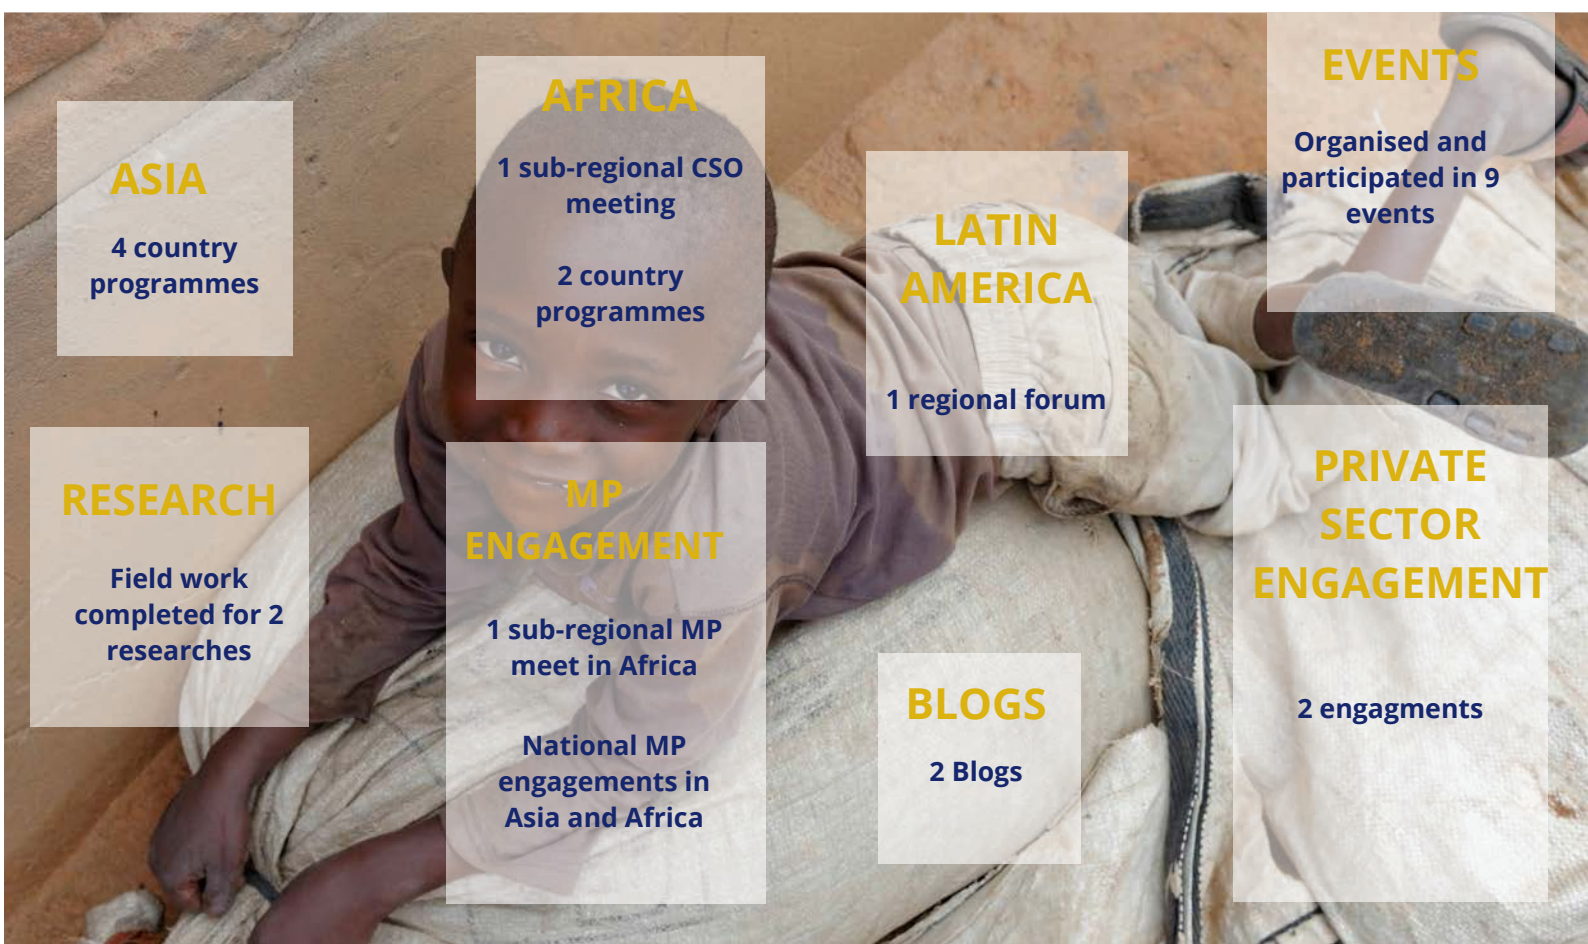 ASIA
4 country
programmes
AFRICA
1 sub-regional CSO
meeting
2 country
programmes
LATIN
AMERICA
1 regional forum
EVENTS
Organised and
participated in 9
events
RESEARCH
Field work
completed for 2
researches
MP
ENGAGEMENT
1 sub-regional MP
meet in Africa
National MP
engagements in
Asia and Africa
BLOGS
2 Blogs
PRIVATE
SECTOR
ENGAGEMENT
2 engagments